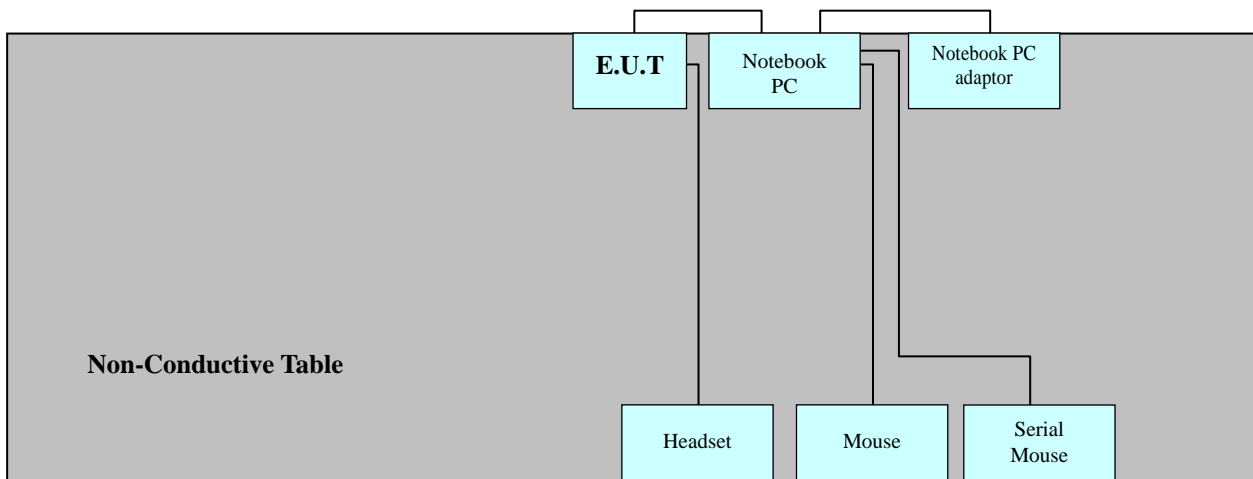 E.U.T
Notebook
PC
Notebook PC
adaptor
Non-Conductive Table
Headset
Mouse
Serial
Mouse